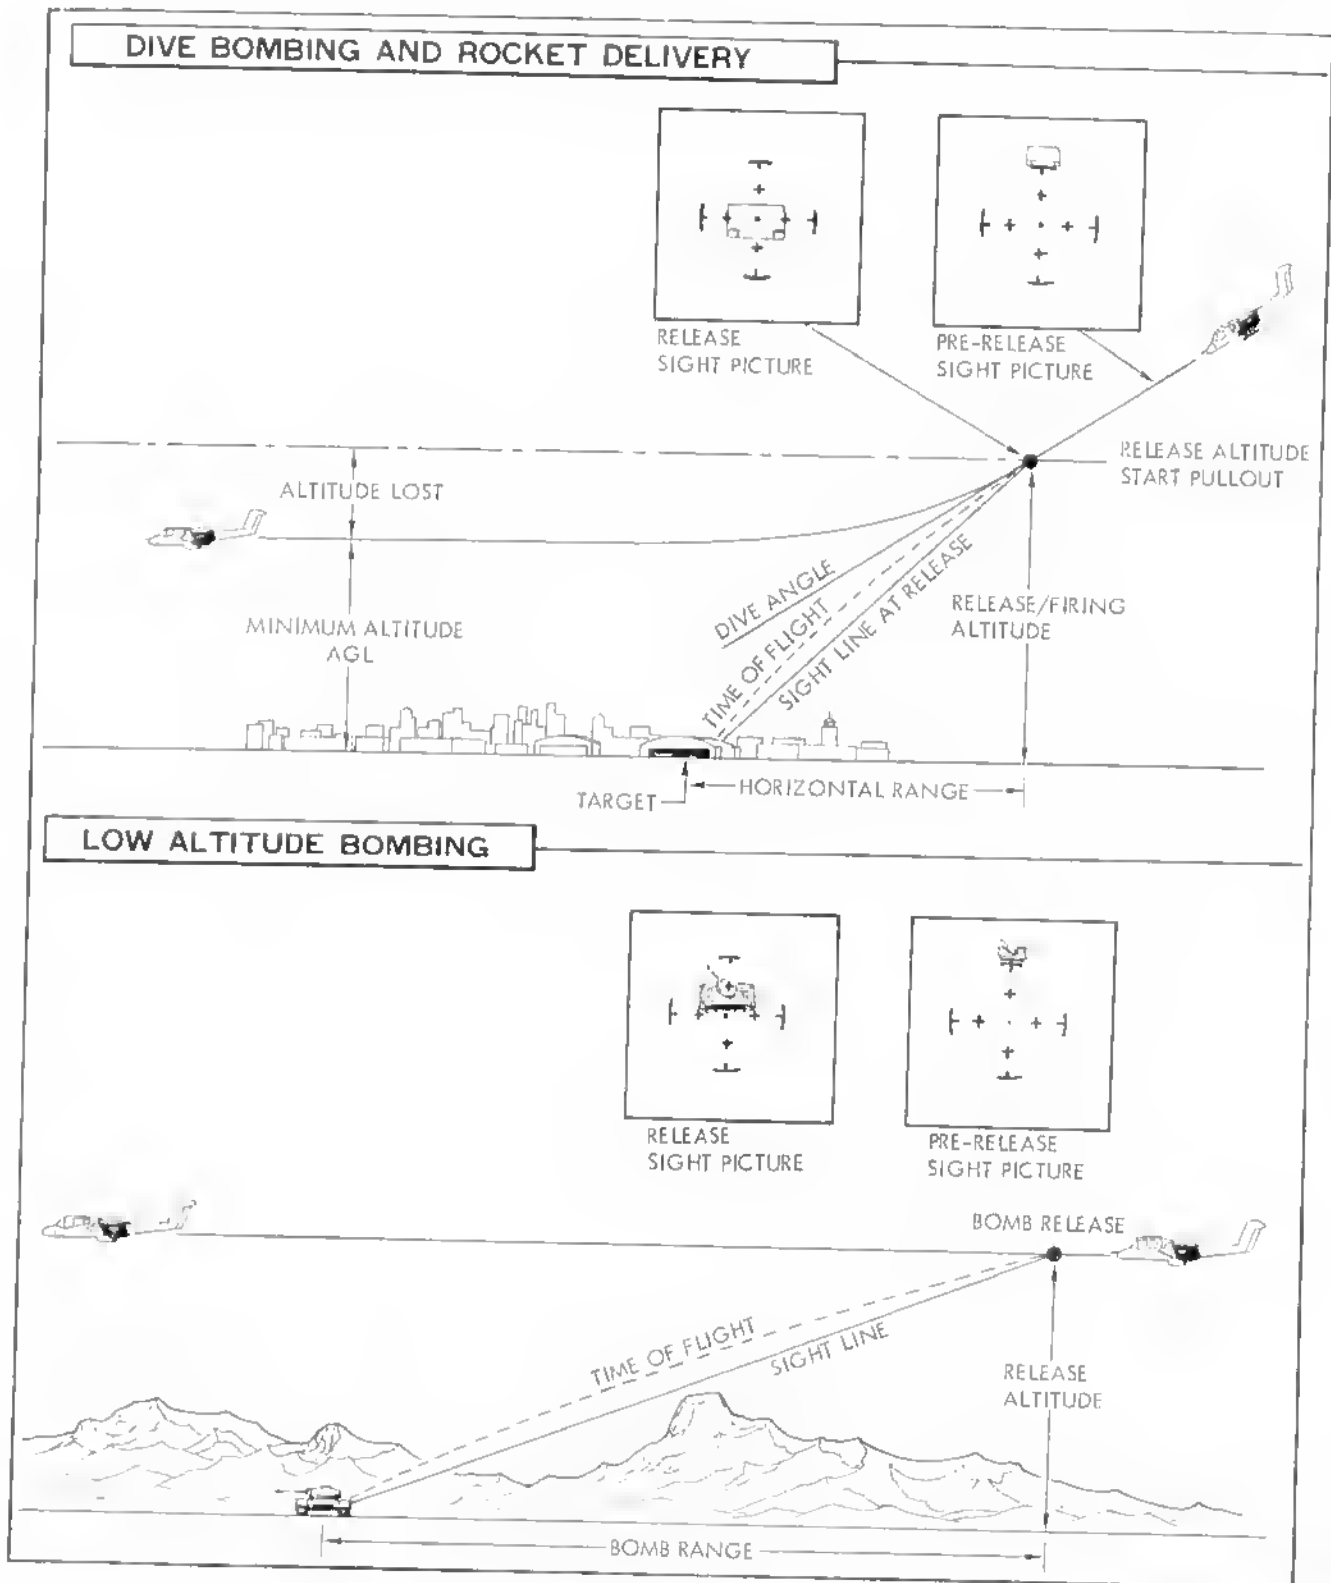 DIVE BOMBING AND ROCKET DELIVERY
RELEASE
SIGHT PICTURE
PRE-RELEASE
SIGHT PICTURE
RELEASE ALTITUDE
START PULLOUT
ALTITUDE LOST
DIVE ANGLE
TIME OF FLIGHT
SIGHT LINE AT RELEASE
RELEASE/FIRING
ALTITUDE
MINIMUM ALTITUDE
AGL
TARGET
HORIZONTAL RANGE
LOW ALTITUDE BOMBING
RELEASE
SIGHT PICTURE
PRE-RELEASE
SIGHT PICTURE
BOMB RELEASE
TIME OF FLIGHT
SIGHT LINE
RELEASE
ALTITUDE
BOMB RANGE